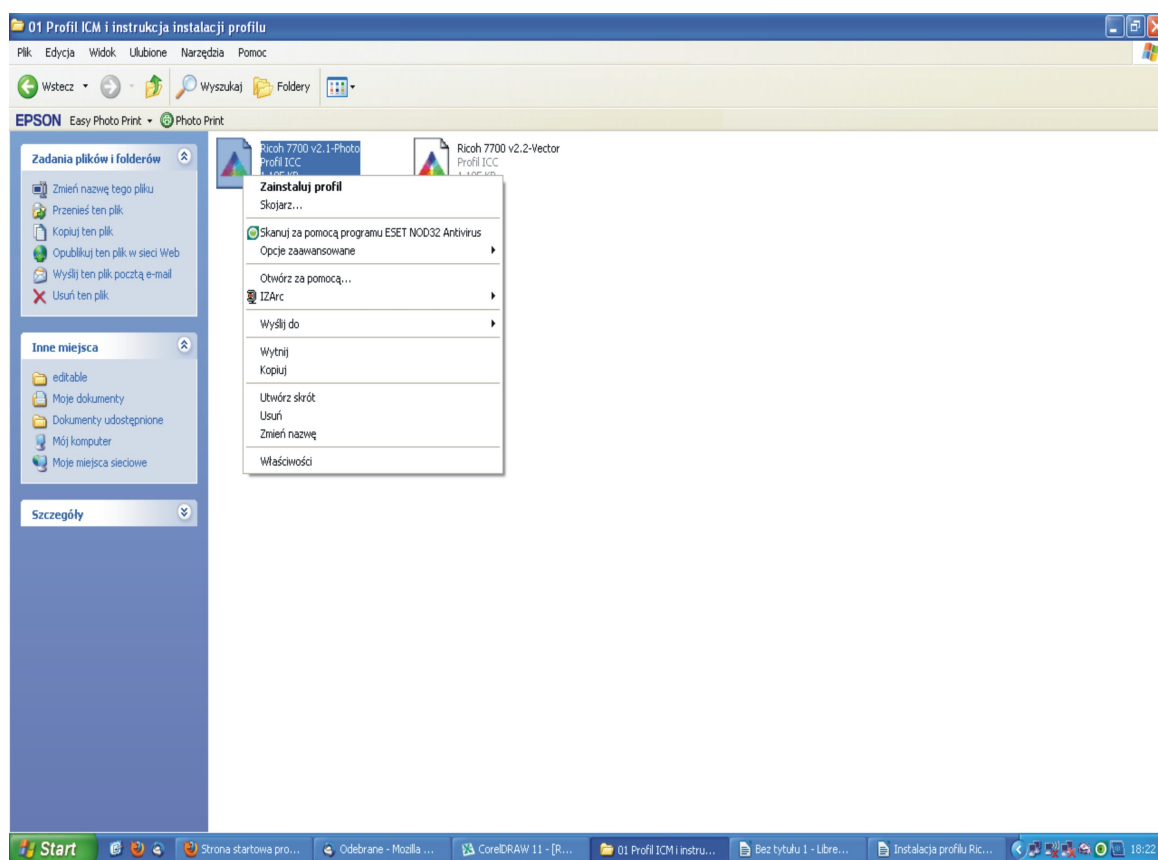 01 Profil ICM i instrukcja instalacji profilu
Plik Edycja Widok Ulubione Narzędzia Pomoc
Wstecz Wyszukaj Foldery
EPSON Easy Photo Print Photo Print
Zadania plików i folderów
Zmień nazwę tego pliku
Przenieś ten plik
Kopiuj ten plik
Opublikuj ten plik w sieci Web
Wyślij ten plik pocztą e-mail
Usuń ten plik
Inne miejsca
editable
Moje dokumenty
Dokumenty udostępnione
Mój komputer
Moje miejsca sieciowe
Szczegóły
Ricoh 7700 v2.1-Photo
Profil ICC
Ricoh 7700 v2.2-Vector
Profil ICC
Zainstaluj profil
Skojarz...
Skanuj za pomocą programu ESET NOD32 Antivirus
Opcje zaawansowane
Otwórz za pomocą...
IZArc
Wyślij do
Wytnij
Kopiuj
Utwórz skrót
Usuń
Zmień nazwę
Właściwości
Start Strona startowa pro... Odebrane - Mozilla ... CorelDRAW 11 - [R... 01 Profil ICM i instru... Bez tytułu 1 - Libre... Instalacja profilu Ric... 18:22